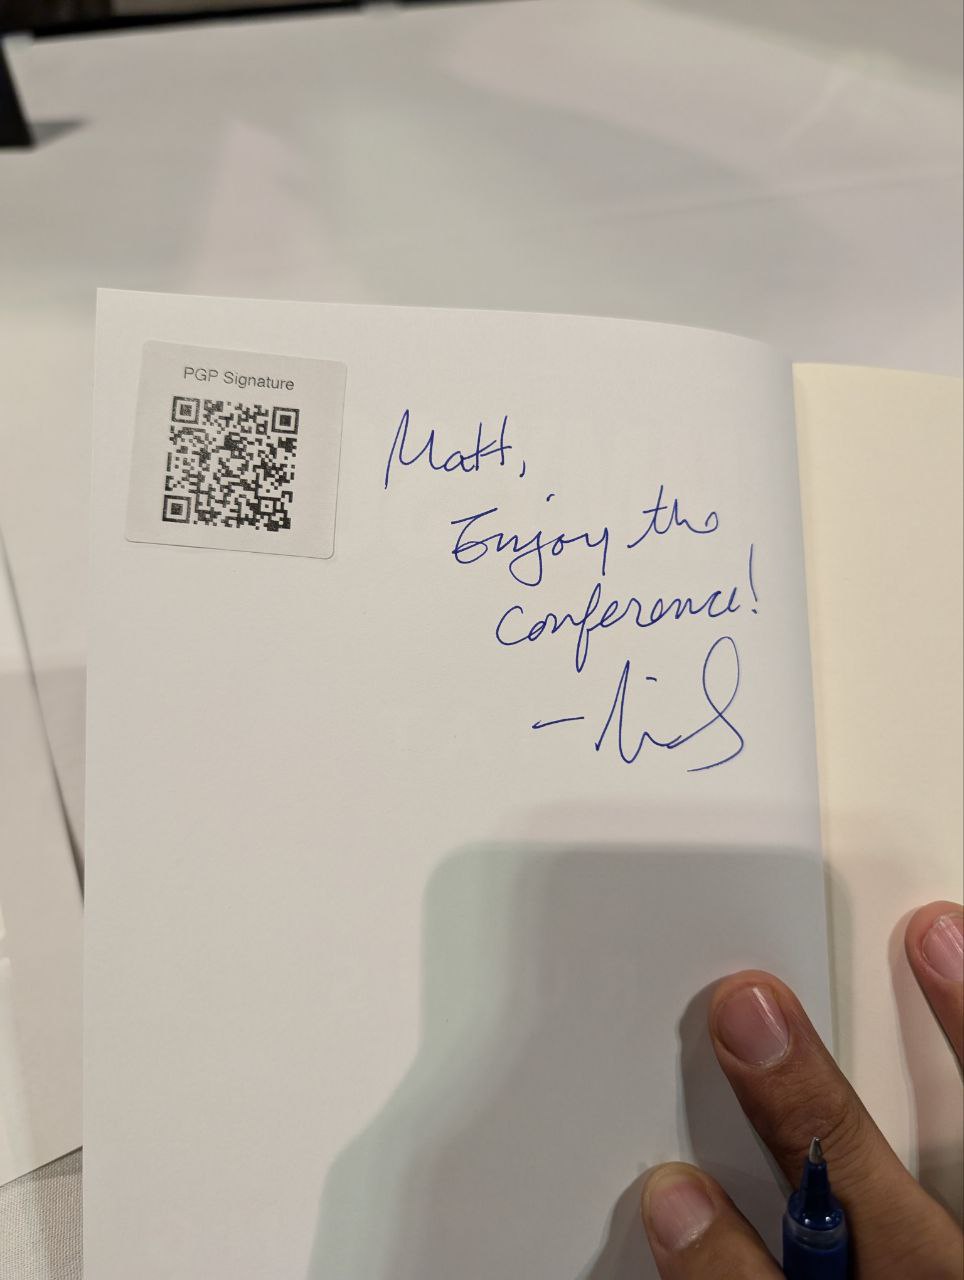 PGP Signature
Matt,
Enjoy the
conference!